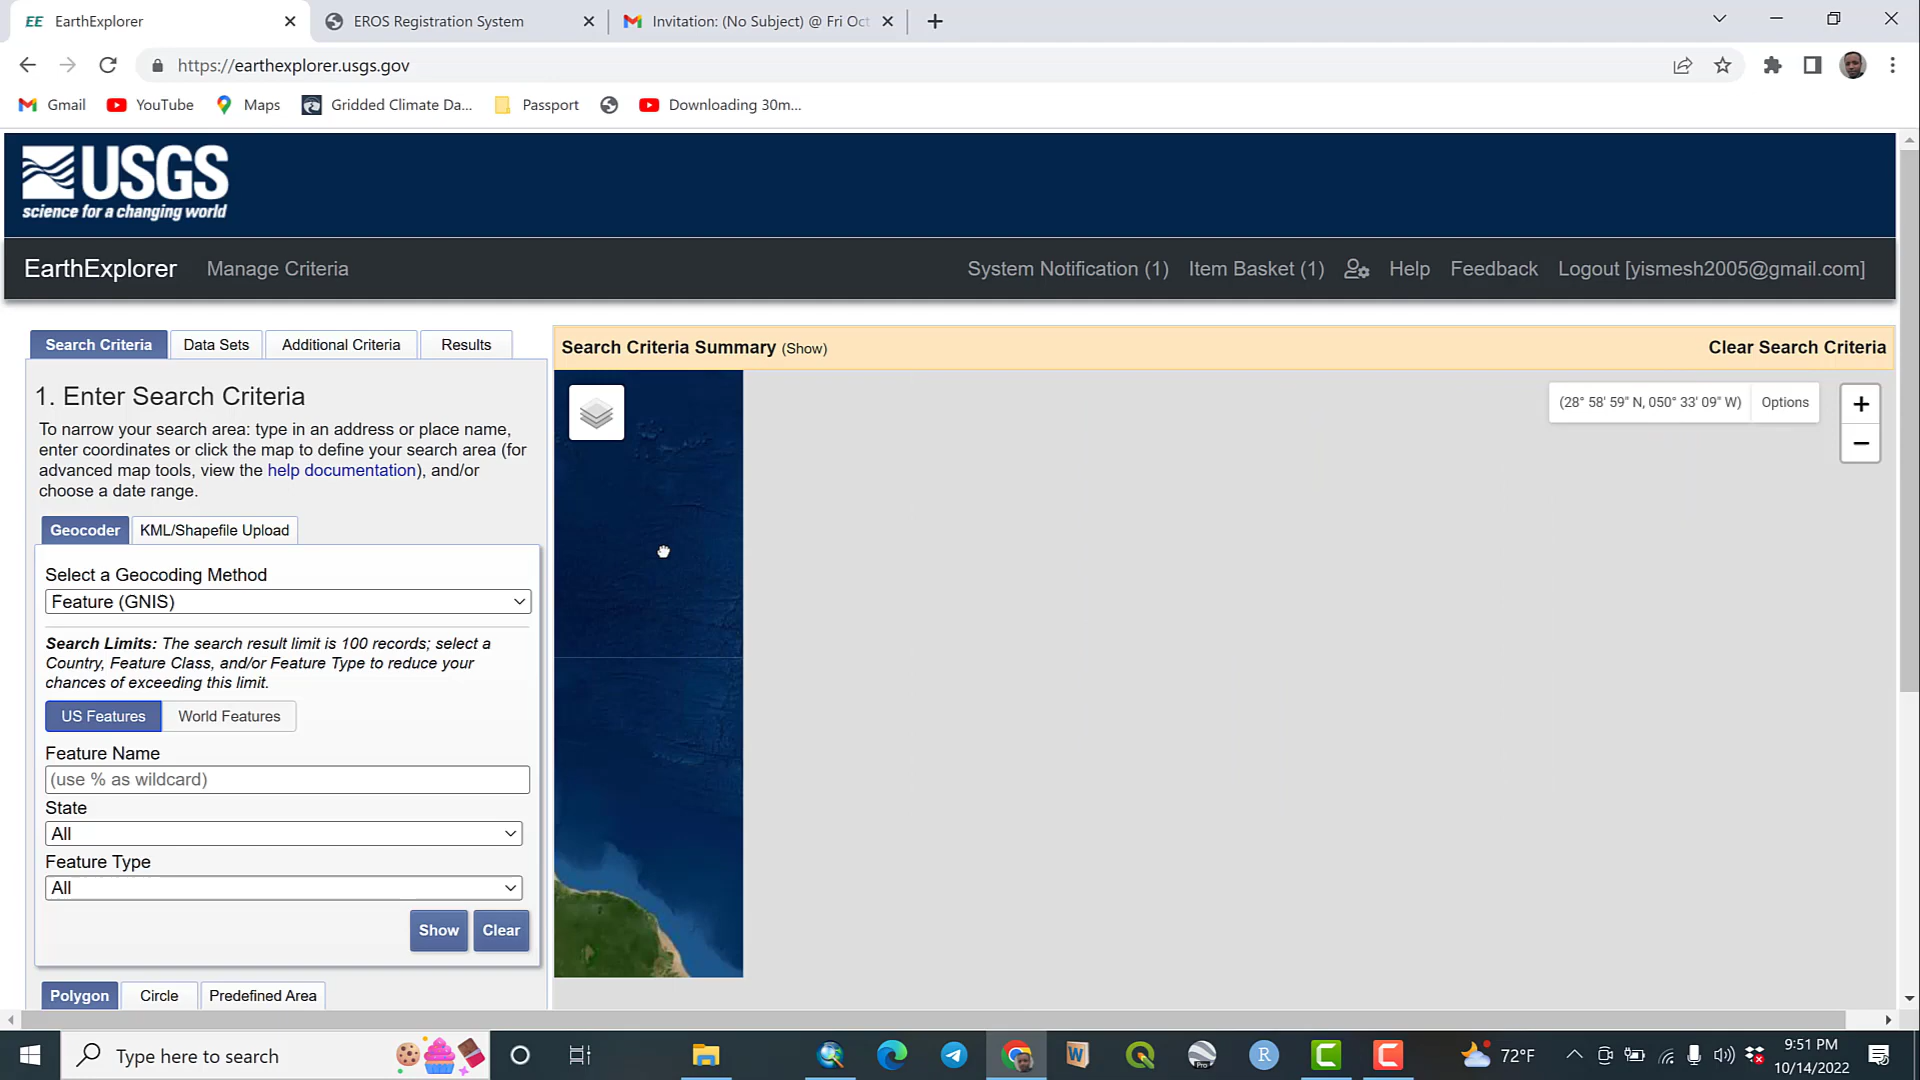 EE EarthExplorer
EROS Registration System
Invitation: (No Subject) @ Fri Oct
https://earthexplorer.usgs.gov
Gmail
YouTube
Maps
Gridded Climate Da...
Passport
Downloading 30m...
USGS
science for a changing world
EarthExplorer
Manage Criteria
System Notification (1)
Item Basket (1)
Help
Feedback
Logout [yismesh2005@gmail.com]
Search Criteria
Data Sets
Additional Criteria
Results
Search Criteria Summary (Show)
Clear Search Criteria
1. Enter Search Criteria
To narrow your search area: type in an address or place name,
enter coordinates or click the map to define your search area (for
advanced map tools, view the help documentation), and/or
choose a date range.
(28° 58' 59" N, 050° 33' 09" W)
Options
+
−
Geocoder
KML/Shapefile Upload
Select a Geocoding Method
Feature (GNIS)
Search Limits: The search result limit is 100 records; select a
Country, Feature Class, and/or Feature Type to reduce your
chances of exceeding this limit.
US Features
World Features
Feature Name
(use % as wildcard)
State
All
Feature Type
All
Show
Clear
Polygon
Circle
Predefined Area
Type here to search
W
R
Pro
C
C
72°F
9:51 PM
10/14/2022